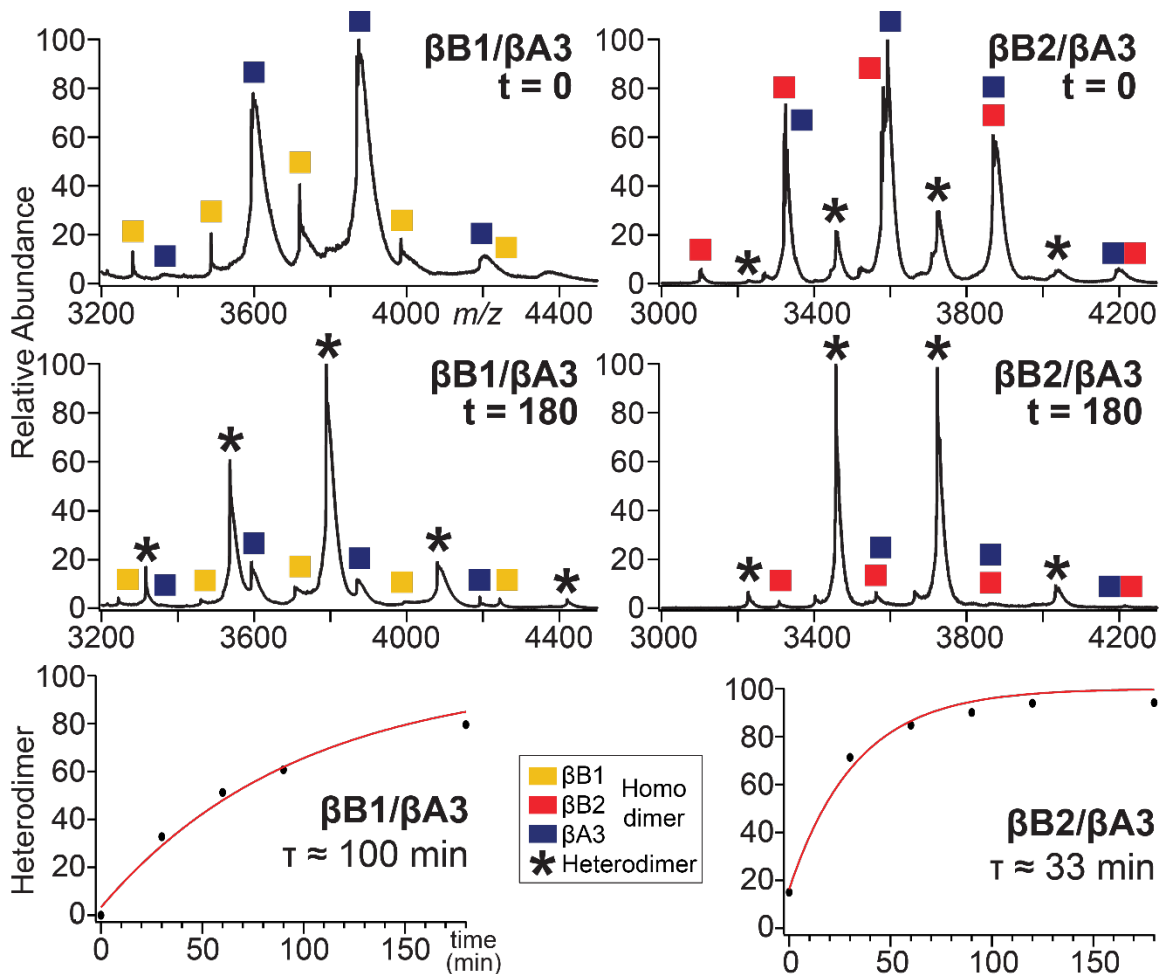 Relative Abundance
βB1/βA3
t = 0
100
80
60
40
20
0
3200 3600 4000 m/z 4400
βB2/βA3
t = 0
100
80
60
40
20
0
3000 3400 3800 4200
βB1/βA3
t = 180
100
80
60
40
20
0
3200 3600 4000 4400
βB2/βA3
t = 180
100
80
60
40
20
0
3000 3400 3800 4200
Heterodimer
100
80
60
40
20
0
βB1/βA3
τ ≈ 100 min
0 50 100 time
(min)
βB1
βB2
βA3
Homo
dimer
* Heterodimer
100
80
60
40
20
0
βB2/βA3
τ ≈ 33 min
0 50 100 150